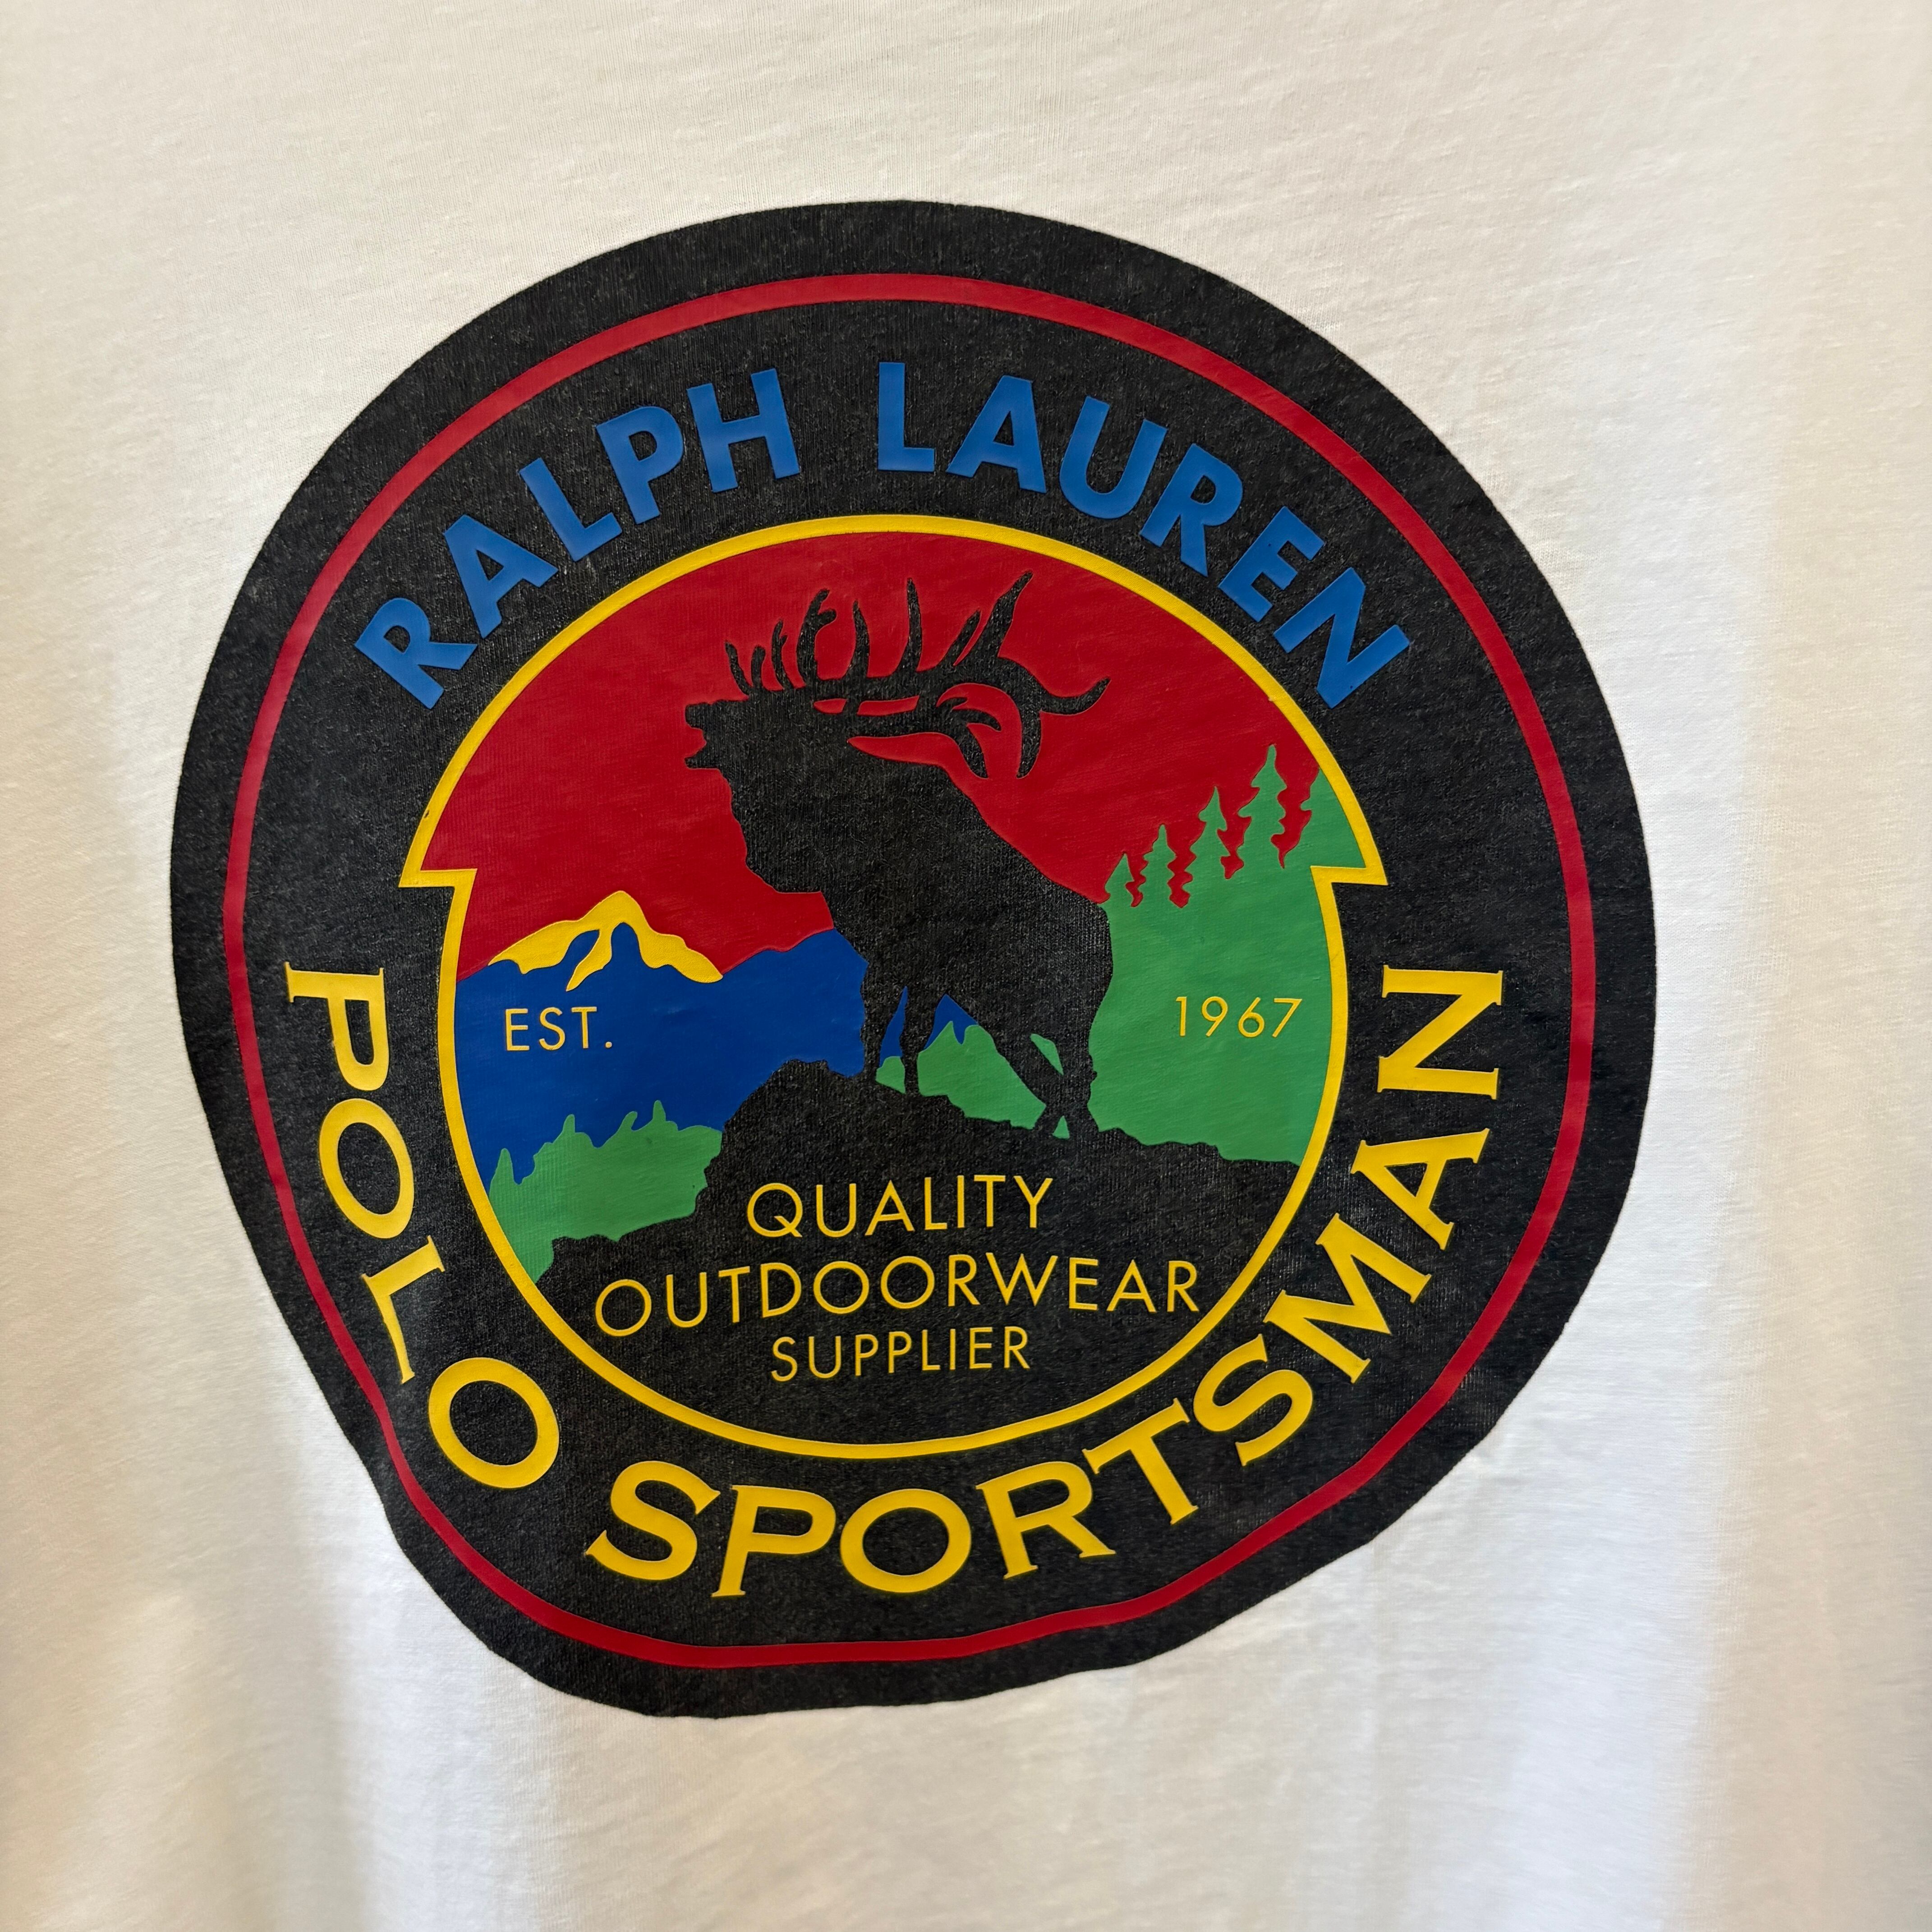 RALPH LAUREN
EST. 1967
QUALITY
OUTDOORWEAR
SUPPLIER
POLO SPORTSMAN